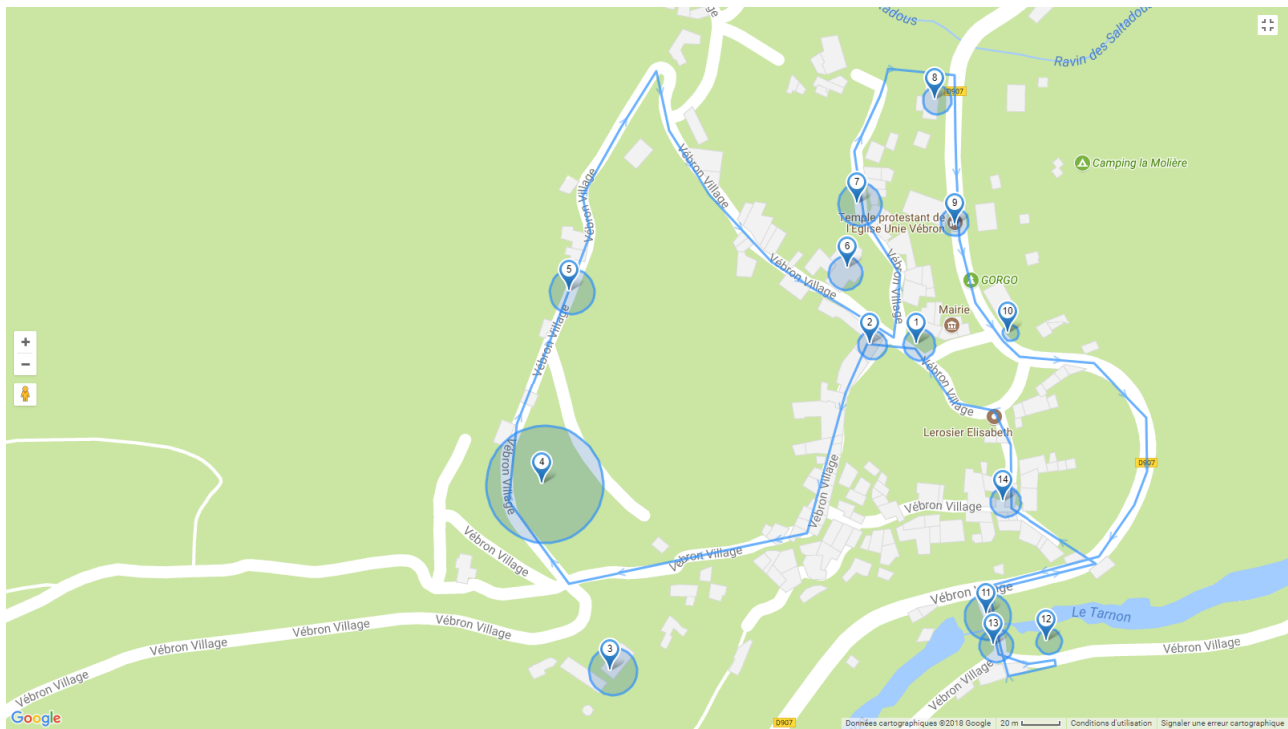 Saltadous
Ravin des Saltadous
8
D907
Camping la Molière
Vébron Village
7
Vébron Village
9
Temple protestant de
l'Église Unie Vébron
6
5
Vébron Village
Vébron Village
GORGO
Mairie
10
2
1
Vébron Village
Vébron Village
Lerosier Elisabeth
4
Vébron Village
D907
Vébron Village
14
Vébron Village
Vébron Village
Vébron Village
11
Vébron Village
Le Tarnon
12
13
Vébron Village
Vébron Village
Vébron Village
3
Vébron Village
Vébron Village
Vébron Village
D907
Google
Données cartographiques ©2018 Google
20 m
Conditions d'utilisation
Signaler une erreur cartographique